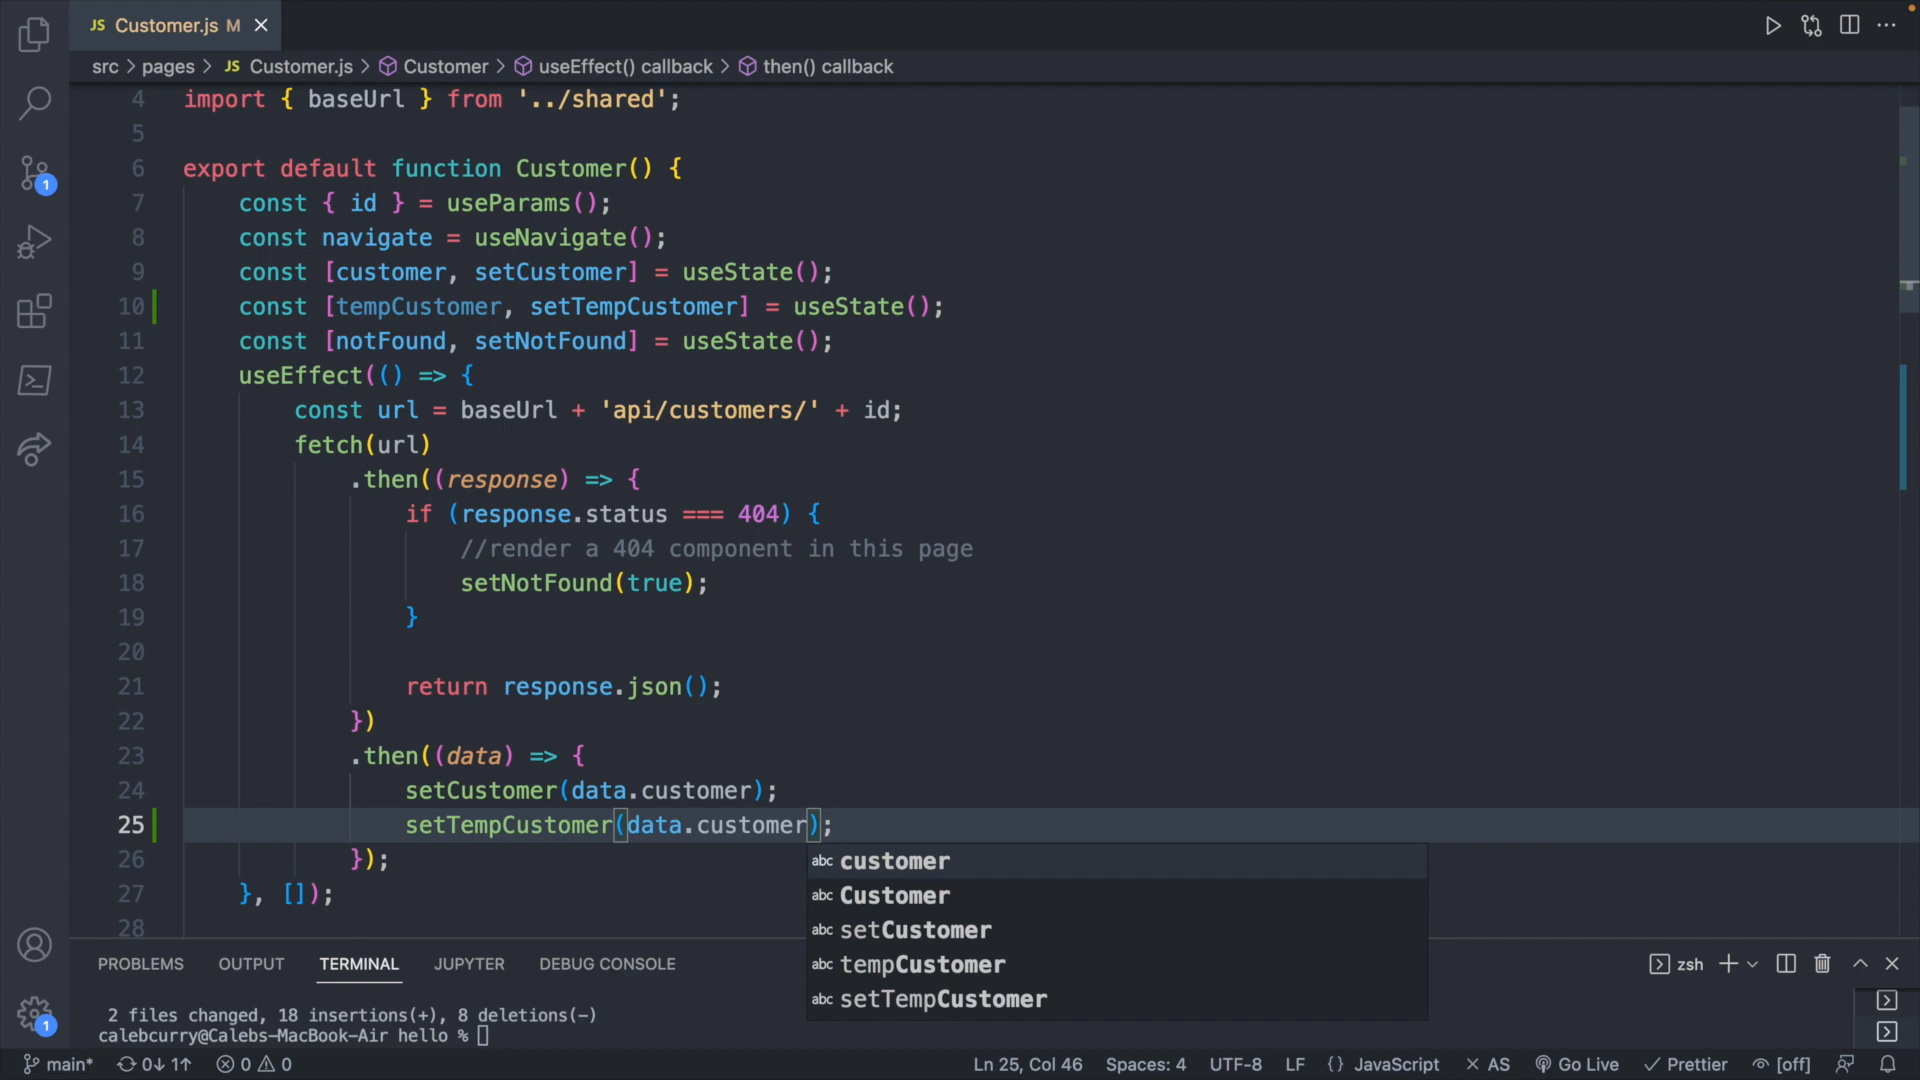 JS Customer.js M
src > pages > JS Customer.js > Customer > useEffect() callback > then() callback
4 import { baseUrl } from '../shared';
5
6 export default function Customer() {
7 const { id } = useParams();
8 const navigate = useNavigate();
9 const [customer, setCustomer] = useState();
10 const [tempCustomer, setTempCustomer] = useState();
11 const [notFound, setNotFound] = useState();
12 useEffect(() => {
13 const url = baseUrl + 'api/customers/' + id;
14 fetch(url)
15 .then((response) => {
16 if (response.status === 404) {
17 //render a 404 component in this page
18 setNotFound(true);
19 }
20
21 return response.json();
22 })
23 .then((data) => {
24 setCustomer(data.customer);
25 setTempCustomer(data.customer);
26 });
27 }, []);
28
abc customer
abc Customer
abc setCustomer
abc tempCustomer
abc setTempCustomer
1
1
PROBLEMS OUTPUT TERMINAL JUPYTER DEBUG CONSOLE zsh
2 files changed, 18 insertions(+), 8 deletions(-)
calebcurry@Calebs-MacBook-Air hello %
main* 0↓ 1↑ 0 0 Ln 25, Col 46 Spaces: 4 UTF-8 LF {} JavaScript × AS Go Live ✓ Prettier [off]